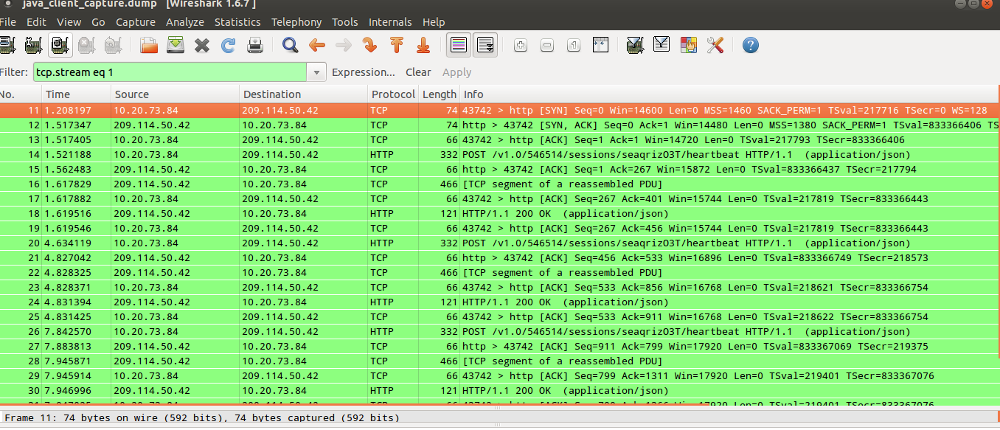 java_client_capture.dump [Wireshark 1.6.7 ]
File Edit View Go Capture Analyze Statistics Telephony Tools Internals Help
Filter: tcp.stream eq 1 Expression... Clear Apply
No. Time Source Destination Protocol Length Info
11 1.208197 10.20.73.84 209.114.50.42 TCP 74 43742 > http [SYN] Seq=0 Win=14600 Len=0 MSS=1460 SACK_PERM=1 TSval=217716 TSecr=0 WS=128
12 1.517347 209.114.50.42 10.20.73.84 TCP 74 http > 43742 [SYN, ACK] Seq=0 Ack=1 Win=14480 Len=0 MSS=1380 SACK_PERM=1 TSval=833366406 TS
13 1.517405 10.20.73.84 209.114.50.42 TCP 66 43742 > http [ACK] Seq=1 Ack=1 Win=14720 Len=0 TSval=217793 TSecr=833366406
14 1.521188 10.20.73.84 209.114.50.42 HTTP 332 POST /v1.0/546514/sessions/seaqrizO3T/heartbeat HTTP/1.1 (application/json)
15 1.562483 209.114.50.42 10.20.73.84 TCP 66 http > 43742 [ACK] Seq=1 Ack=267 Win=15872 Len=0 TSval=833366437 TSecr=217794
16 1.617829 209.114.50.42 10.20.73.84 TCP 466 [TCP segment of a reassembled PDU]
17 1.617882 10.20.73.84 209.114.50.42 TCP 66 43742 > http [ACK] Seq=267 Ack=401 Win=15744 Len=0 TSval=217819 TSecr=833366443
18 1.619516 209.114.50.42 10.20.73.84 HTTP 121 HTTP/1.1 200 OK (application/json)
19 1.619546 10.20.73.84 209.114.50.42 TCP 66 43742 > http [ACK] Seq=267 Ack=456 Win=15744 Len=0 TSval=217819 TSecr=833366443
20 4.634119 10.20.73.84 209.114.50.42 HTTP 332 POST /v1.0/546514/sessions/seaqrizO3T/heartbeat HTTP/1.1 (application/json)
21 4.827042 209.114.50.42 10.20.73.84 TCP 66 http > 43742 [ACK] Seq=456 Ack=533 Win=16896 Len=0 TSval=833366749 TSecr=218573
22 4.828325 209.114.50.42 10.20.73.84 TCP 466 [TCP segment of a reassembled PDU]
23 4.828371 10.20.73.84 209.114.50.42 TCP 66 43742 > http [ACK] Seq=533 Ack=856 Win=16768 Len=0 TSval=218621 TSecr=833366754
24 4.831394 209.114.50.42 10.20.73.84 HTTP 121 HTTP/1.1 200 OK (application/json)
25 4.831425 10.20.73.84 209.114.50.42 TCP 66 43742 > http [ACK] Seq=533 Ack=911 Win=16768 Len=0 TSval=218622 TSecr=833366754
26 7.842570 10.20.73.84 209.114.50.42 HTTP 332 POST /v1.0/546514/sessions/seaqrizO3T/heartbeat HTTP/1.1 (application/json)
27 7.883813 209.114.50.42 10.20.73.84 TCP 66 http > 43742 [ACK] Seq=911 Ack=799 Win=17920 Len=0 TSval=833367069 TSecr=219375
28 7.945871 209.114.50.42 10.20.73.84 TCP 466 [TCP segment of a reassembled PDU]
29 7.945914 10.20.73.84 209.114.50.42 TCP 66 43742 > http [ACK] Seq=799 Ack=1311 Win=17920 Len=0 TSval=219401 TSecr=833367076
30 7.946996 209.114.50.42 10.20.73.84 HTTP 121 HTTP/1.1 200 OK (application/json)
Frame 11: 74 bytes on wire (592 bits), 74 bytes captured (592 bits)